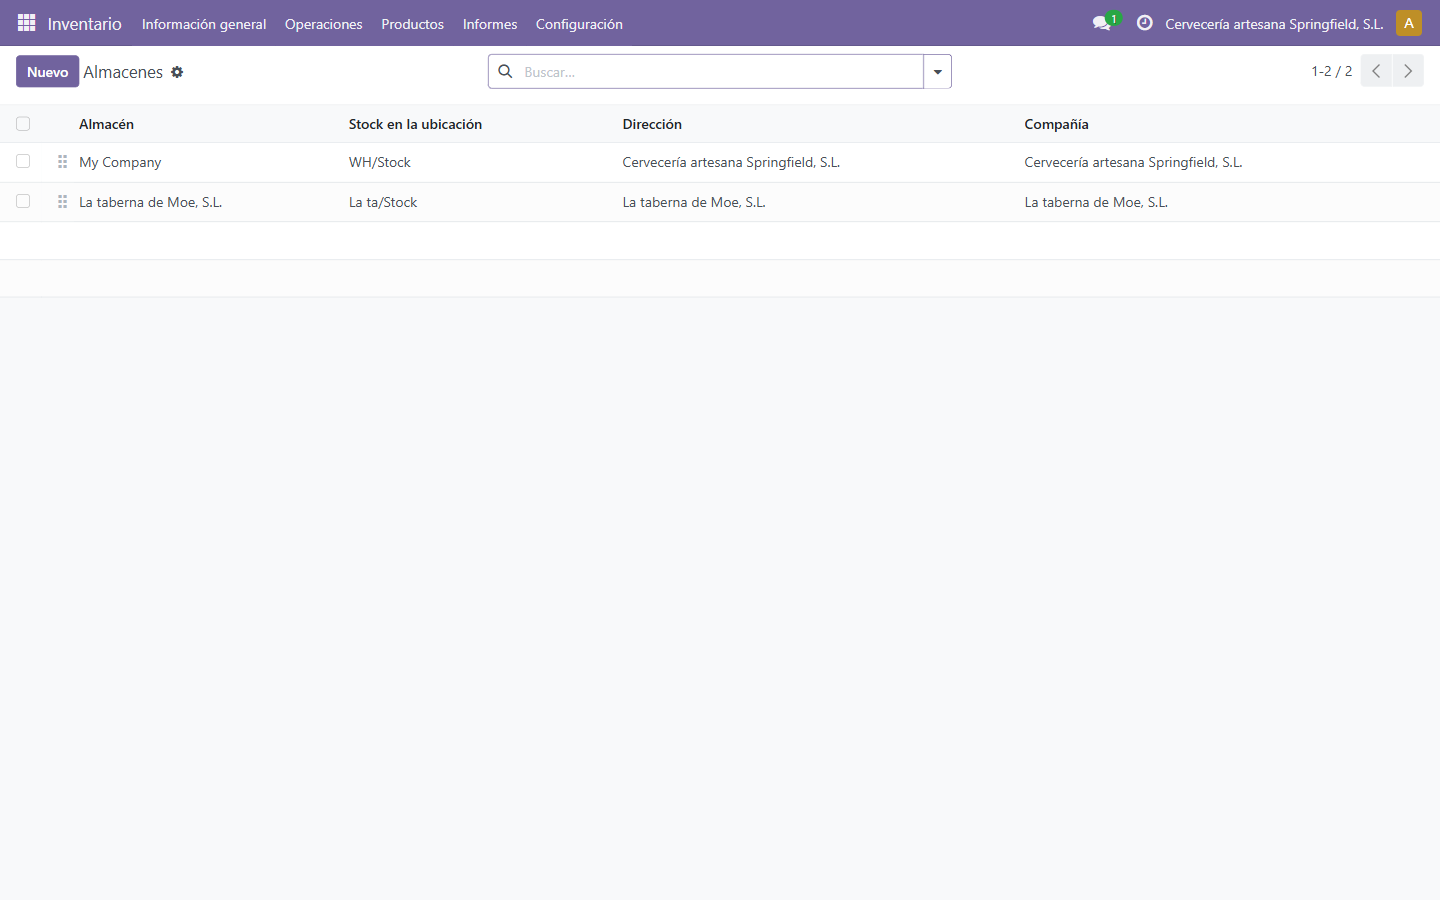 Inventario Información general Operaciones Productos Informes Configuración 1 Cervecería artesana Springfield, S.L. A
Nuevo Almacenes Buscar... 1-2 / 2
Almacén Stock en la ubicación Dirección Compañía
My Company WH/Stock Cervecería artesana Springfield, S.L. Cervecería artesana Springfield, S.L.
La taberna de Moe, S.L. La ta/Stock La taberna de Moe, S.L. La taberna de Moe, S.L.